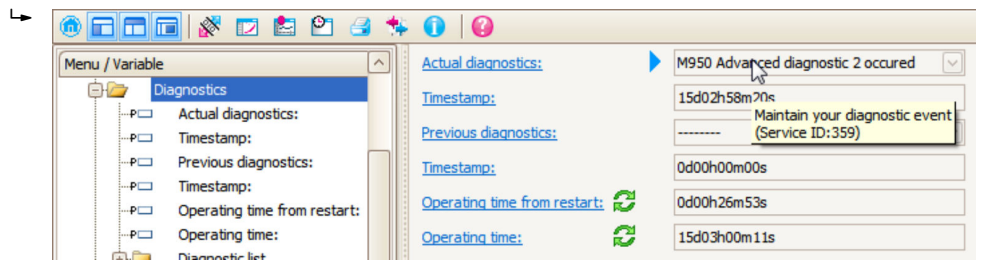 Menu / Variable
Diagnostics
Actual diagnostics:
Timestamp:
Previous diagnostics:
Timestamp:
Operating time from restart:
Operating time:
Diagnostic list
Actual diagnostics:
M950 Advanced diagnostic 2 occured
Timestamp:
15d02h58m20s
Maintain your diagnostic event
(Service ID:359)
Previous diagnostics:
--------
Timestamp:
0d00h00m00s
Operating time from restart:
0d00h26m53s
Operating time:
15d03h00m11s